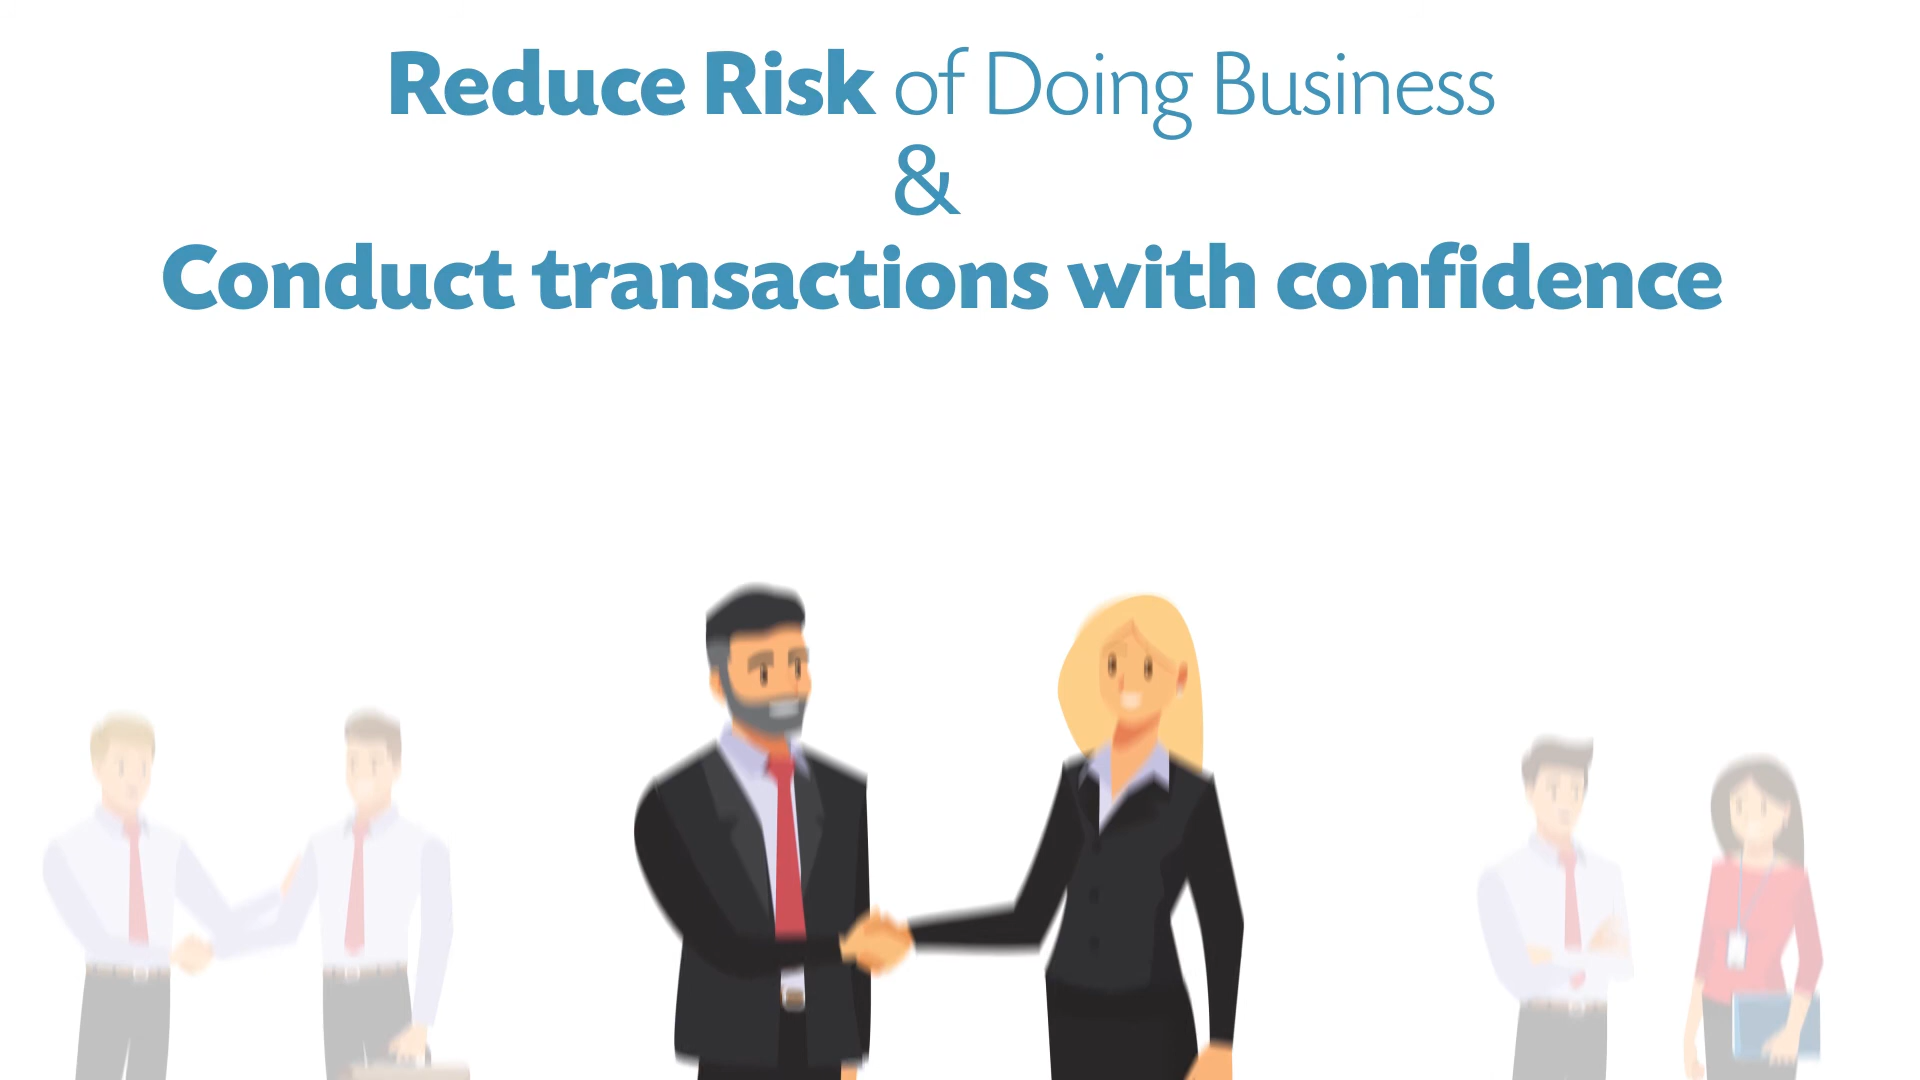 Reduce Risk of Doing Business
&
Conduct transactions with confidence